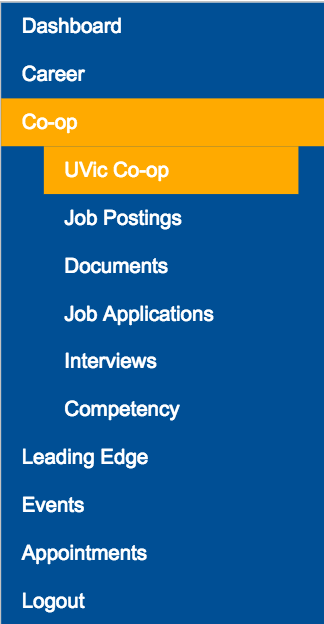 Dashboard
Career
Co-op
UVic Co-op
Job Postings
Documents
Job Applications
Interviews
Competency
Leading Edge
Events
Appointments
Logout